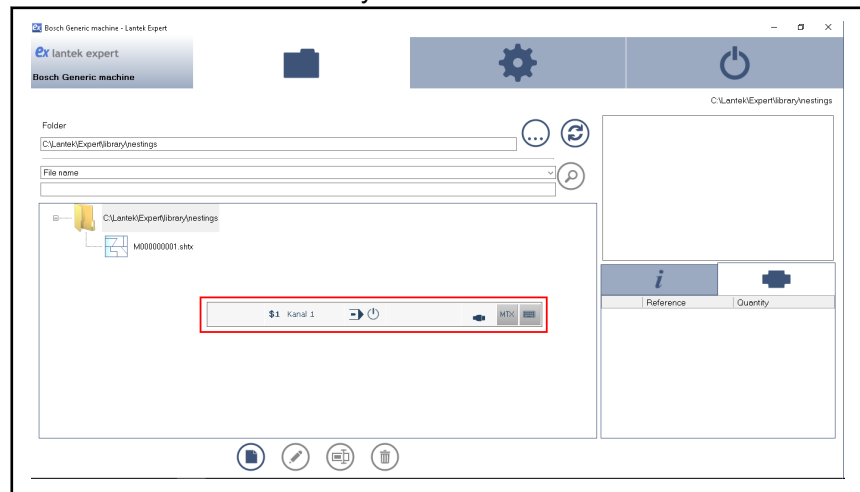 Bosch Generic machine - Lantek Expert
ex lantek expert
Bosch Generic machine
C:\Lantek\Expert\library\nestings
Folder
C:\Lantek\Expert\library\nestings
File name
C:\Lantek\Expert\library\nestings
M000000001.shtx
$1 Kanal 1
MTX
i
Reference Quantity